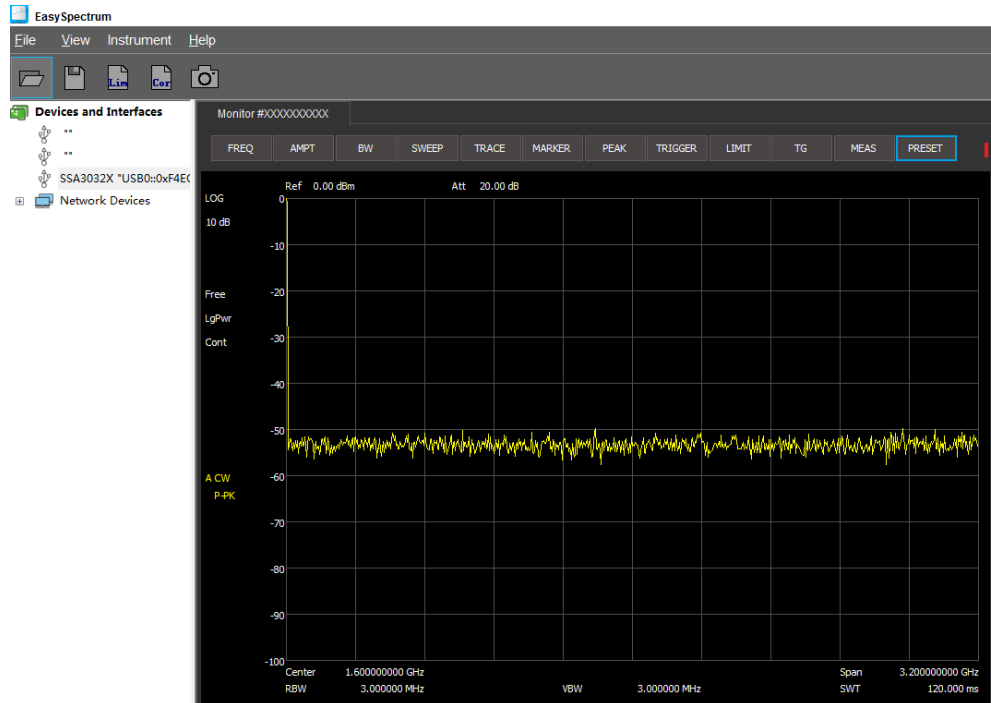 EasySpectrum
File View Instrument Help
Lim Cor
Devices and Interfaces
""
""
SSA3032X "USB0::0xF4EC
Network Devices
Monitor #XXXXXXXXXX
FREQ AMPT BW SWEEP TRACE MARKER PEAK TRIGGER LIMIT TG MEAS PRESET
Ref 0.00 dBm Att 20.00 dB
LOG
0
10 dB
-10
Free
-20
LgPwr
Cont
-30
-40
-50
A CW
-60
P-PK
-70
-80
-90
-100
Center 1.600000000 GHz Span 3.200000000 GHz
RBW 3.000000 MHz VBW 3.000000 MHz SWT 120.000 ms